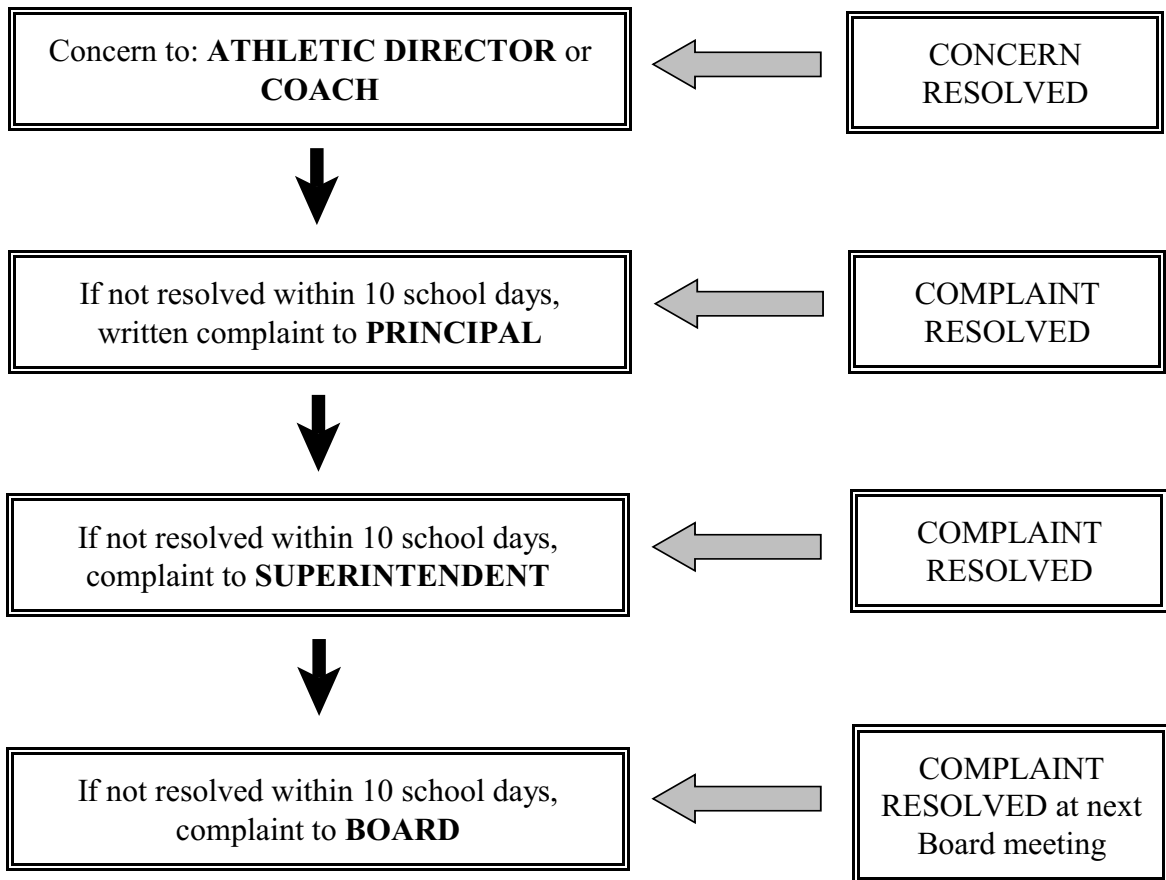 Concern to: ATHLETIC DIRECTOR or
COACH
CONCERN
RESOLVED
If not resolved within 10 school days,
written complaint to PRINCIPAL
COMPLAINT
RESOLVED
If not resolved within 10 school days,
complaint to SUPERINTENDENT
COMPLAINT
RESOLVED
If not resolved within 10 school days,
complaint to BOARD
COMPLAINT
RESOLVED at next
Board meeting